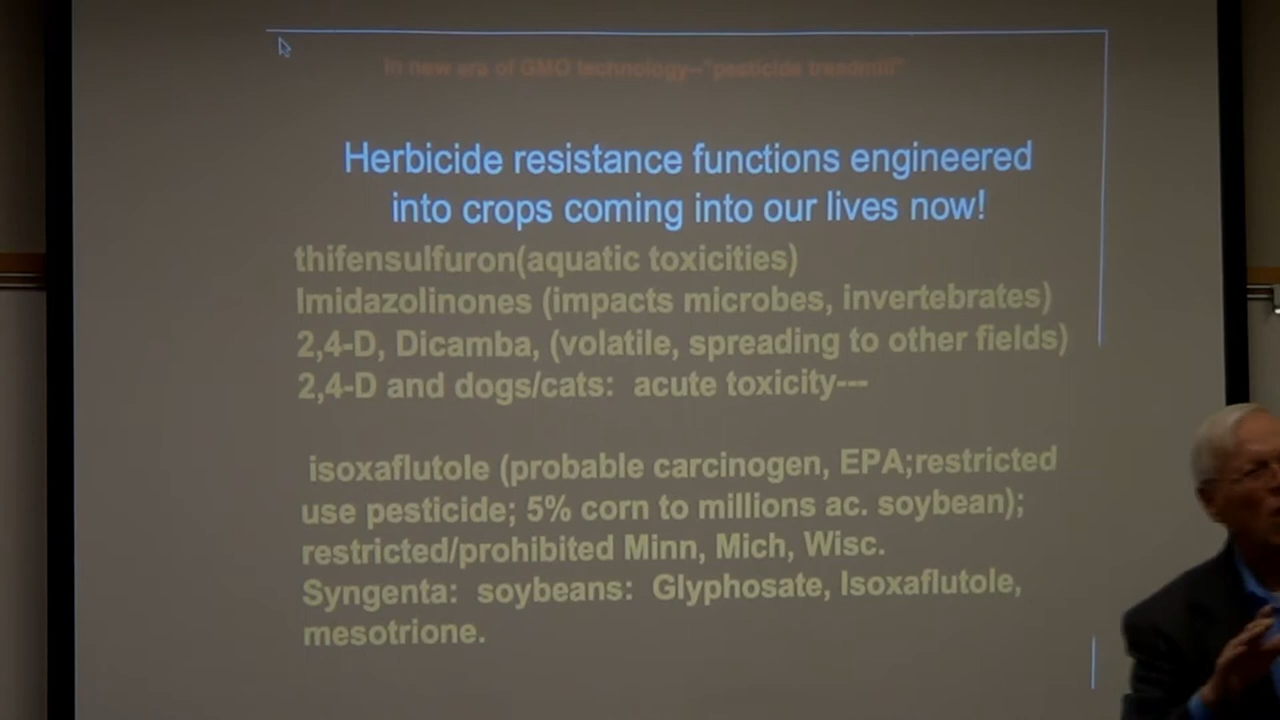 In new era of GMO technology--"pesticide treadmill"
Herbicide resistance functions engineered
into crops coming into our lives now!
thifensulfuron(aquatic toxicities)
Imidazolinones (impacts microbes, invertebrates)
2,4-D, Dicamba, (volatile, spreading to other fields)
2,4-D and dogs/cats:  acute toxicity---
isoxaflutole (probable carcinogen, EPA;restricted
use pesticide; 5% corn to millions ac. soybean);
restricted/prohibited Minn, Mich, Wisc.
Syngenta:  soybeans:  Glyphosate, Isoxaflutole,
mesotrione.